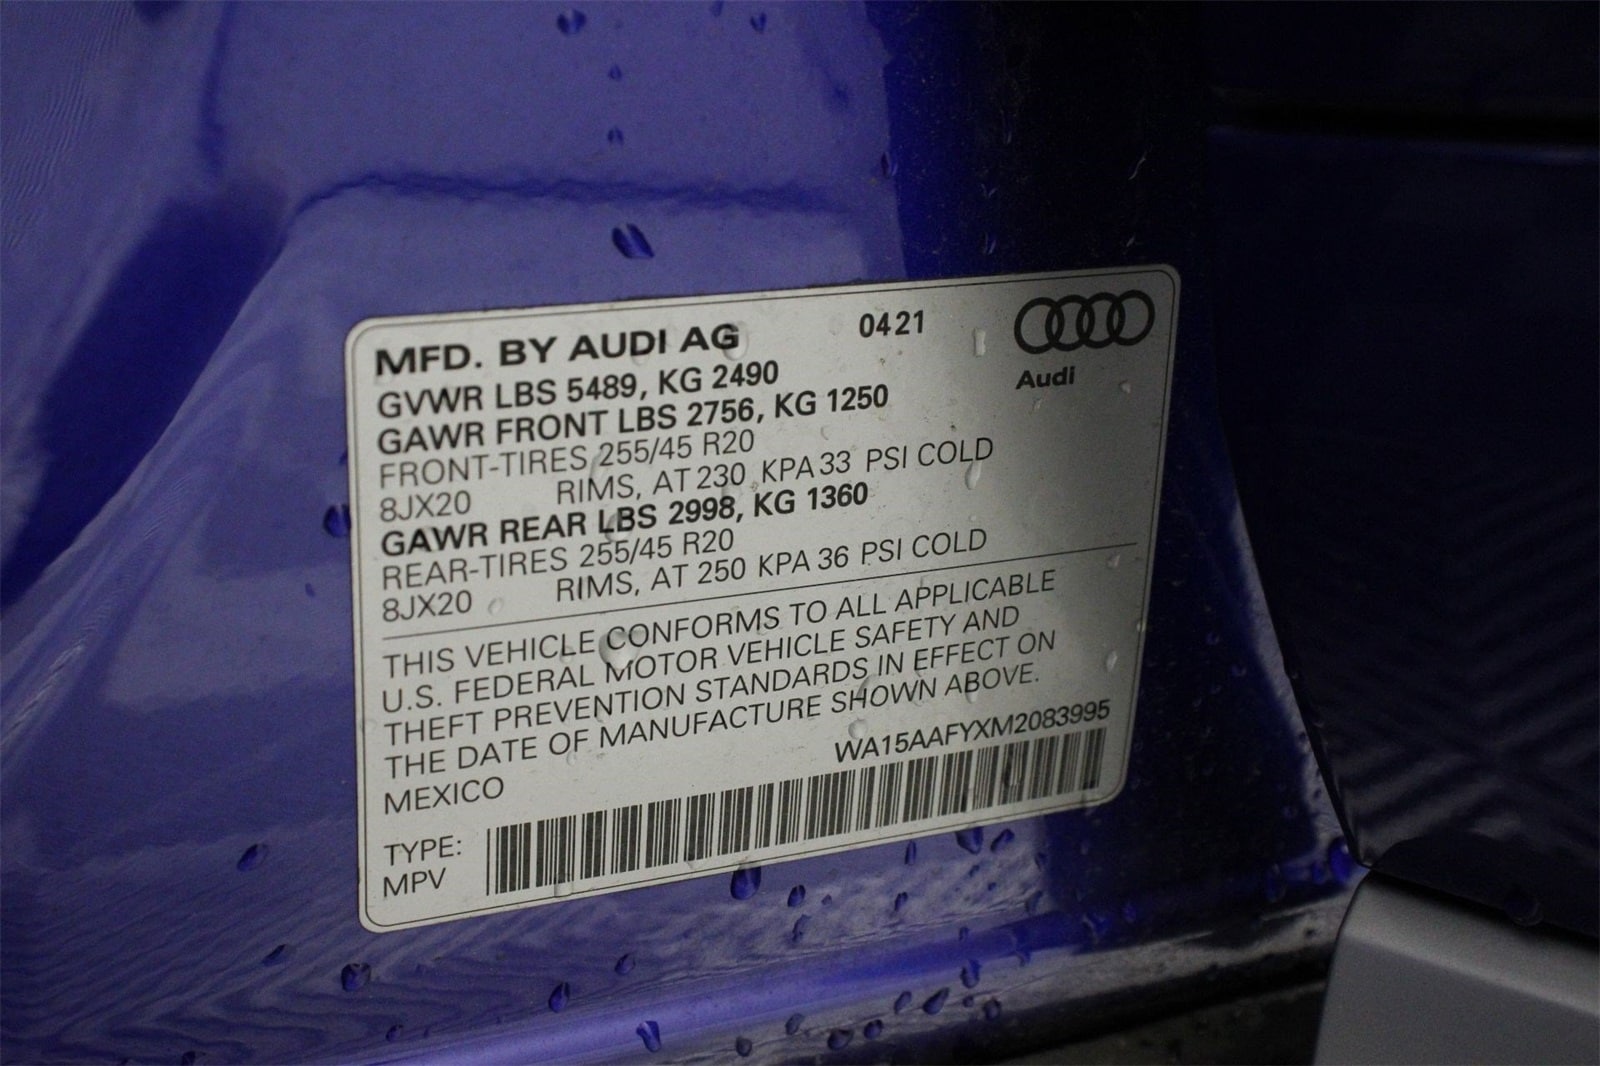 MFD. BY AUDI AG 0421
GVWR LBS 5489, KG 2490
Audi
GAWR FRONT LBS 2756, KG 1250
FRONT-TIRES 255/45 R20
8JX20 RIMS, AT 230 KPA 33 PSI COLD
GAWR REAR LBS 2998, KG 1360
REAR-TIRES 255/45 R20
8JX20 RIMS, AT 250 KPA 36 PSI COLD
THIS VEHICLE CONFORMS TO ALL APPLICABLE
U.S. FEDERAL MOTOR VEHICLE SAFETY AND
THEFT PREVENTION STANDARDS IN EFFECT ON
THE DATE OF MANUFACTURE SHOWN ABOVE.
MEXICO WA15AAFYXM2083995
TYPE:
MPV